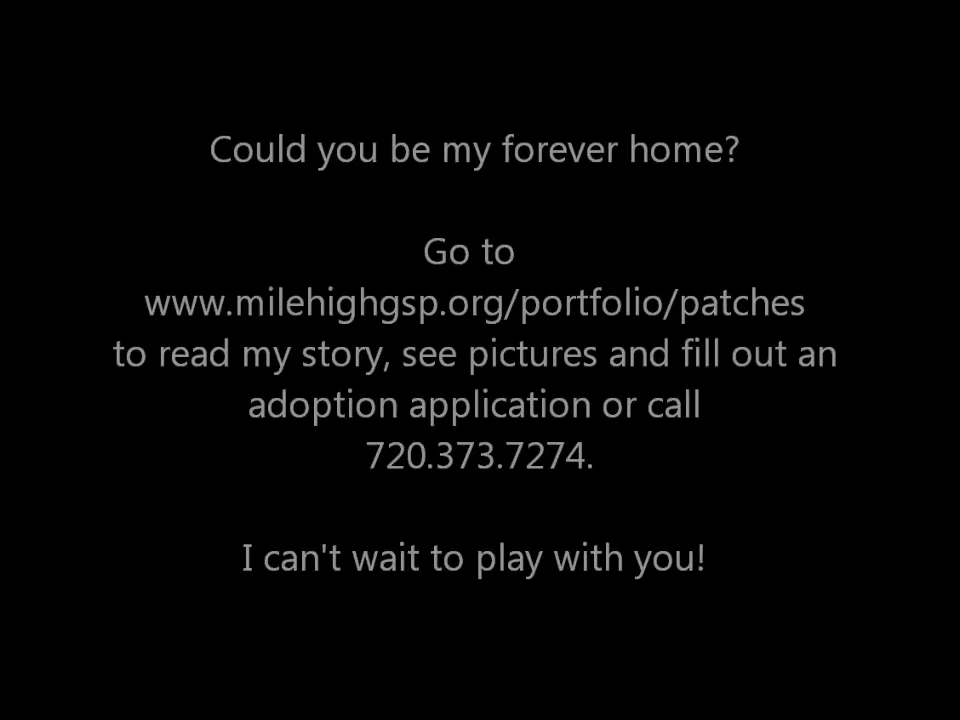 Could you be my forever home?
Go to
www.milehighgsp.org/portfolio/patches
to read my story, see pictures and fill out an
adoption application or call
720.373.7274.
I can't wait to play with you!